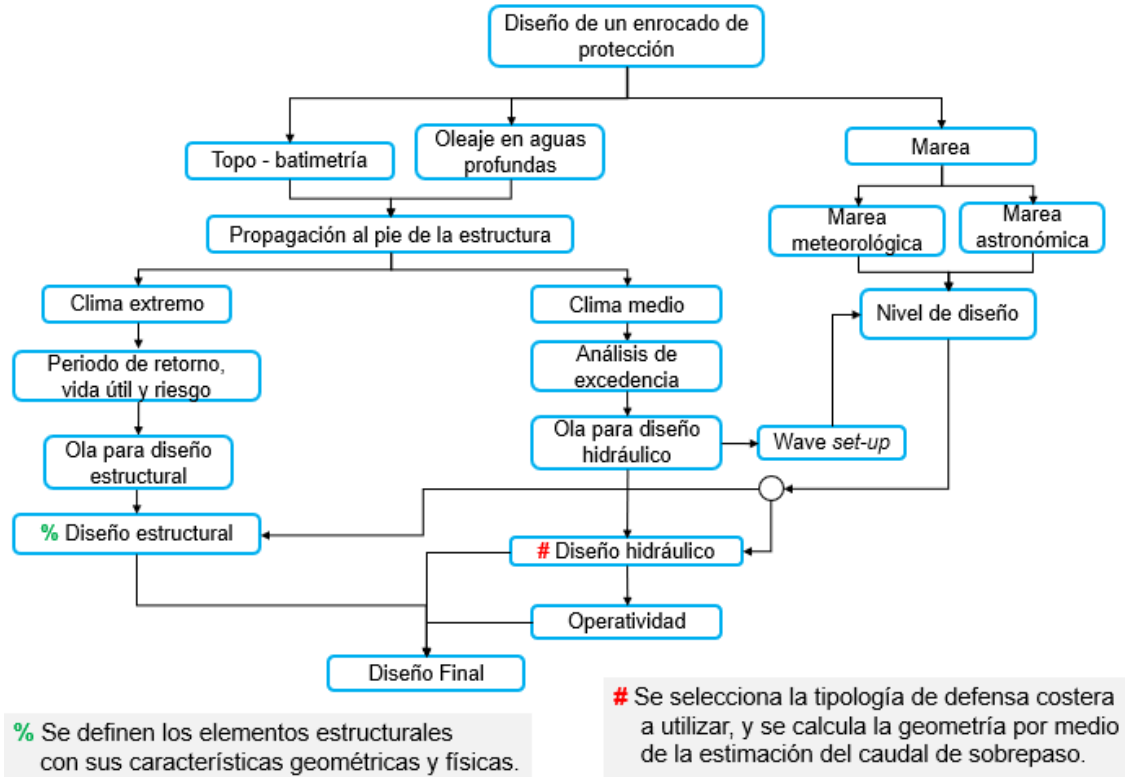 Diseño de un enrocado de
protección
Topo - batimetría
Oleaje en aguas
profundas
Marea
Propagación al pie de la estructura
Marea
meteorológica
Marea
astronómica
Clima extremo
Clima medio
Nivel de diseño
Periodo de retorno,
vida útil y riesgo
Análisis de
excedencia
Ola para diseño
estructural
Ola para diseño
hidráulico
Wave set-up
% Diseño estructural
# Diseño hidráulico
Operatividad
Diseño Final
% Se definen los elementos estructurales
con sus características geométricas y físicas.
# Se selecciona la tipología de defensa costera
a utilizar, y se calcula la geometría por medio
de la estimación del caudal de sobrepaso.